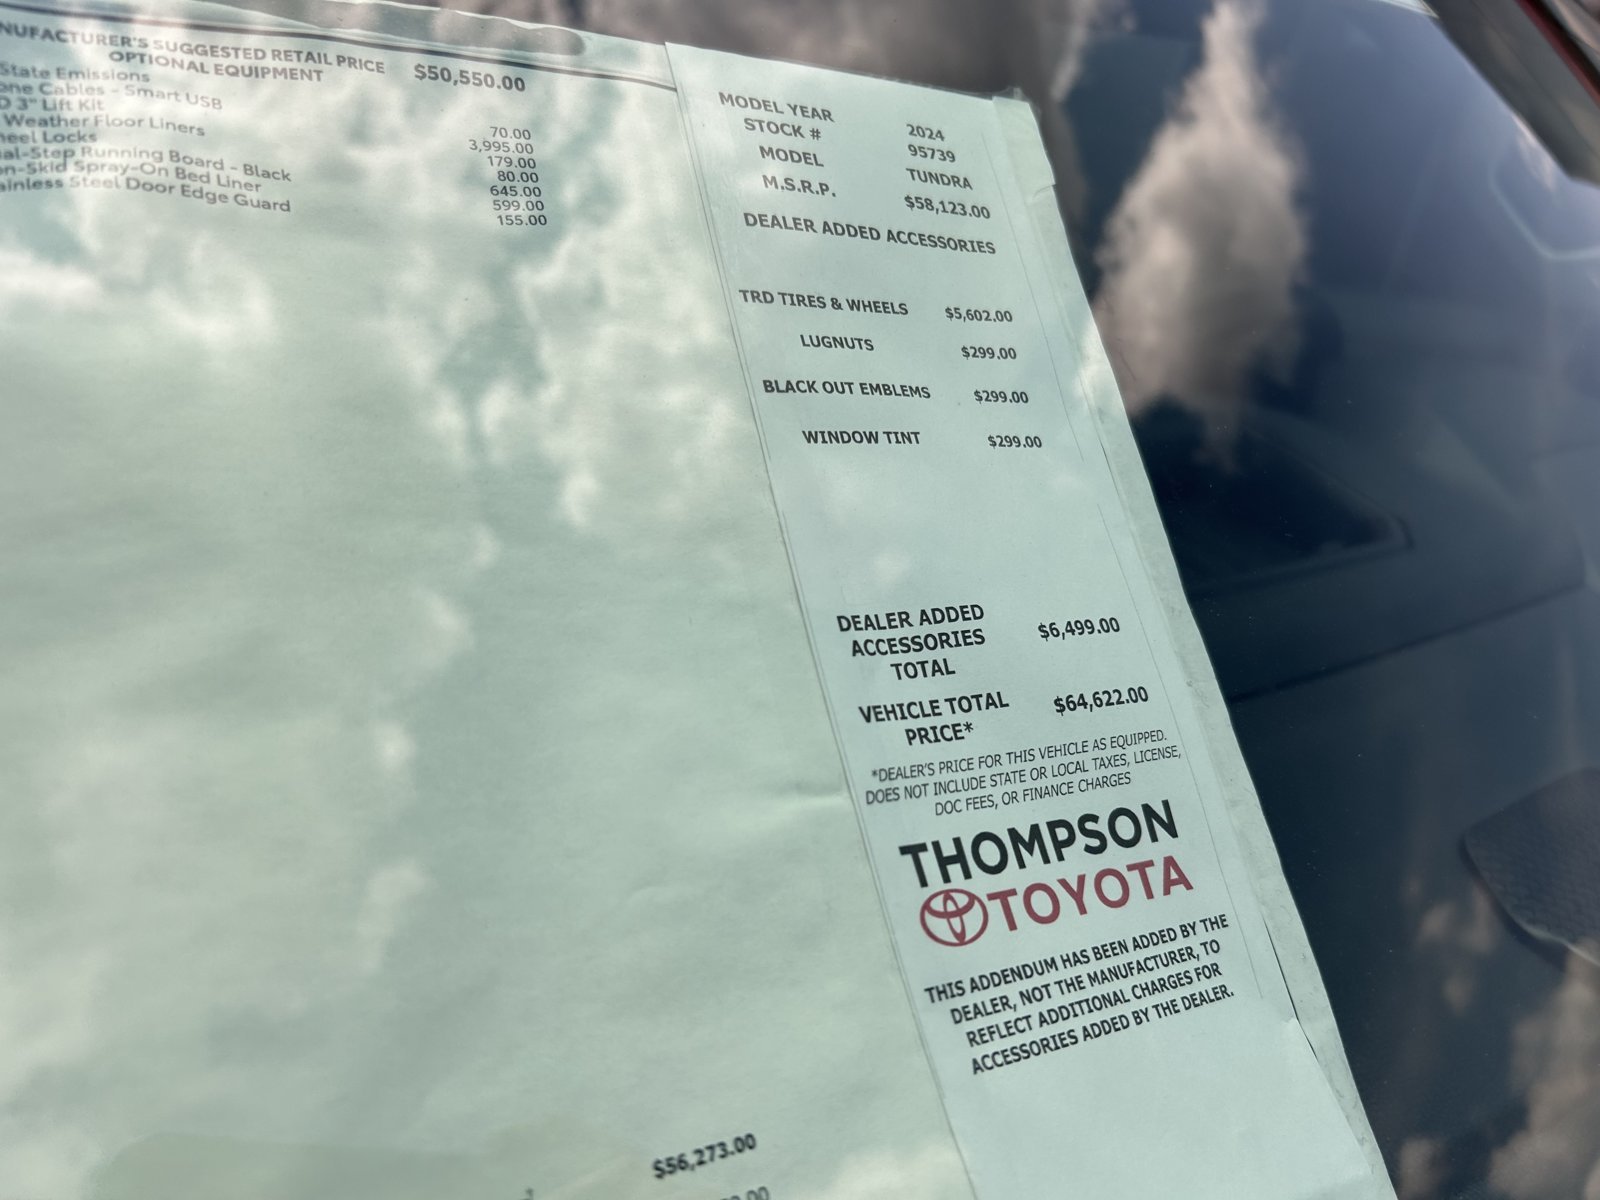 MANUFACTURER'S SUGGESTED RETAIL PRICE $50,550.00
OPTIONAL EQUIPMENT
State Emissions
Cables - Smart USB 70.00
3" Lift Kit 3,995.00
Weather Floor Liners 179.00
Wheel Locks 80.00
al-Step Running Board - Black 645.00
on-Skid Spray-On Bed Liner 599.00
ainless Steel Door Edge Guard 155.00
$56,273.00
MODEL YEAR 2024
STOCK # 95739
MODEL TUNDRA
M.S.R.P. $58,123.00
DEALER ADDED ACCESSORIES
TRD TIRES & WHEELS $5,602.00
LUGNUTS $299.00
BLACK OUT EMBLEMS $299.00
WINDOW TINT $299.00
DEALER ADDED
ACCESSORIES $6,499.00
TOTAL
VEHICLE TOTAL $64,622.00
PRICE*
*DEALER'S PRICE FOR THIS VEHICLE AS EQUIPPED.
DOES NOT INCLUDE STATE OR LOCAL TAXES, LICENSE,
DOC FEES, OR FINANCE CHARGES
THOMPSON
TOYOTA
THIS ADDENDUM HAS BEEN ADDED BY THE
DEALER, NOT THE MANUFACTURER, TO
REFLECT ADDITIONAL CHARGES FOR
ACCESSORIES ADDED BY THE DEALER.